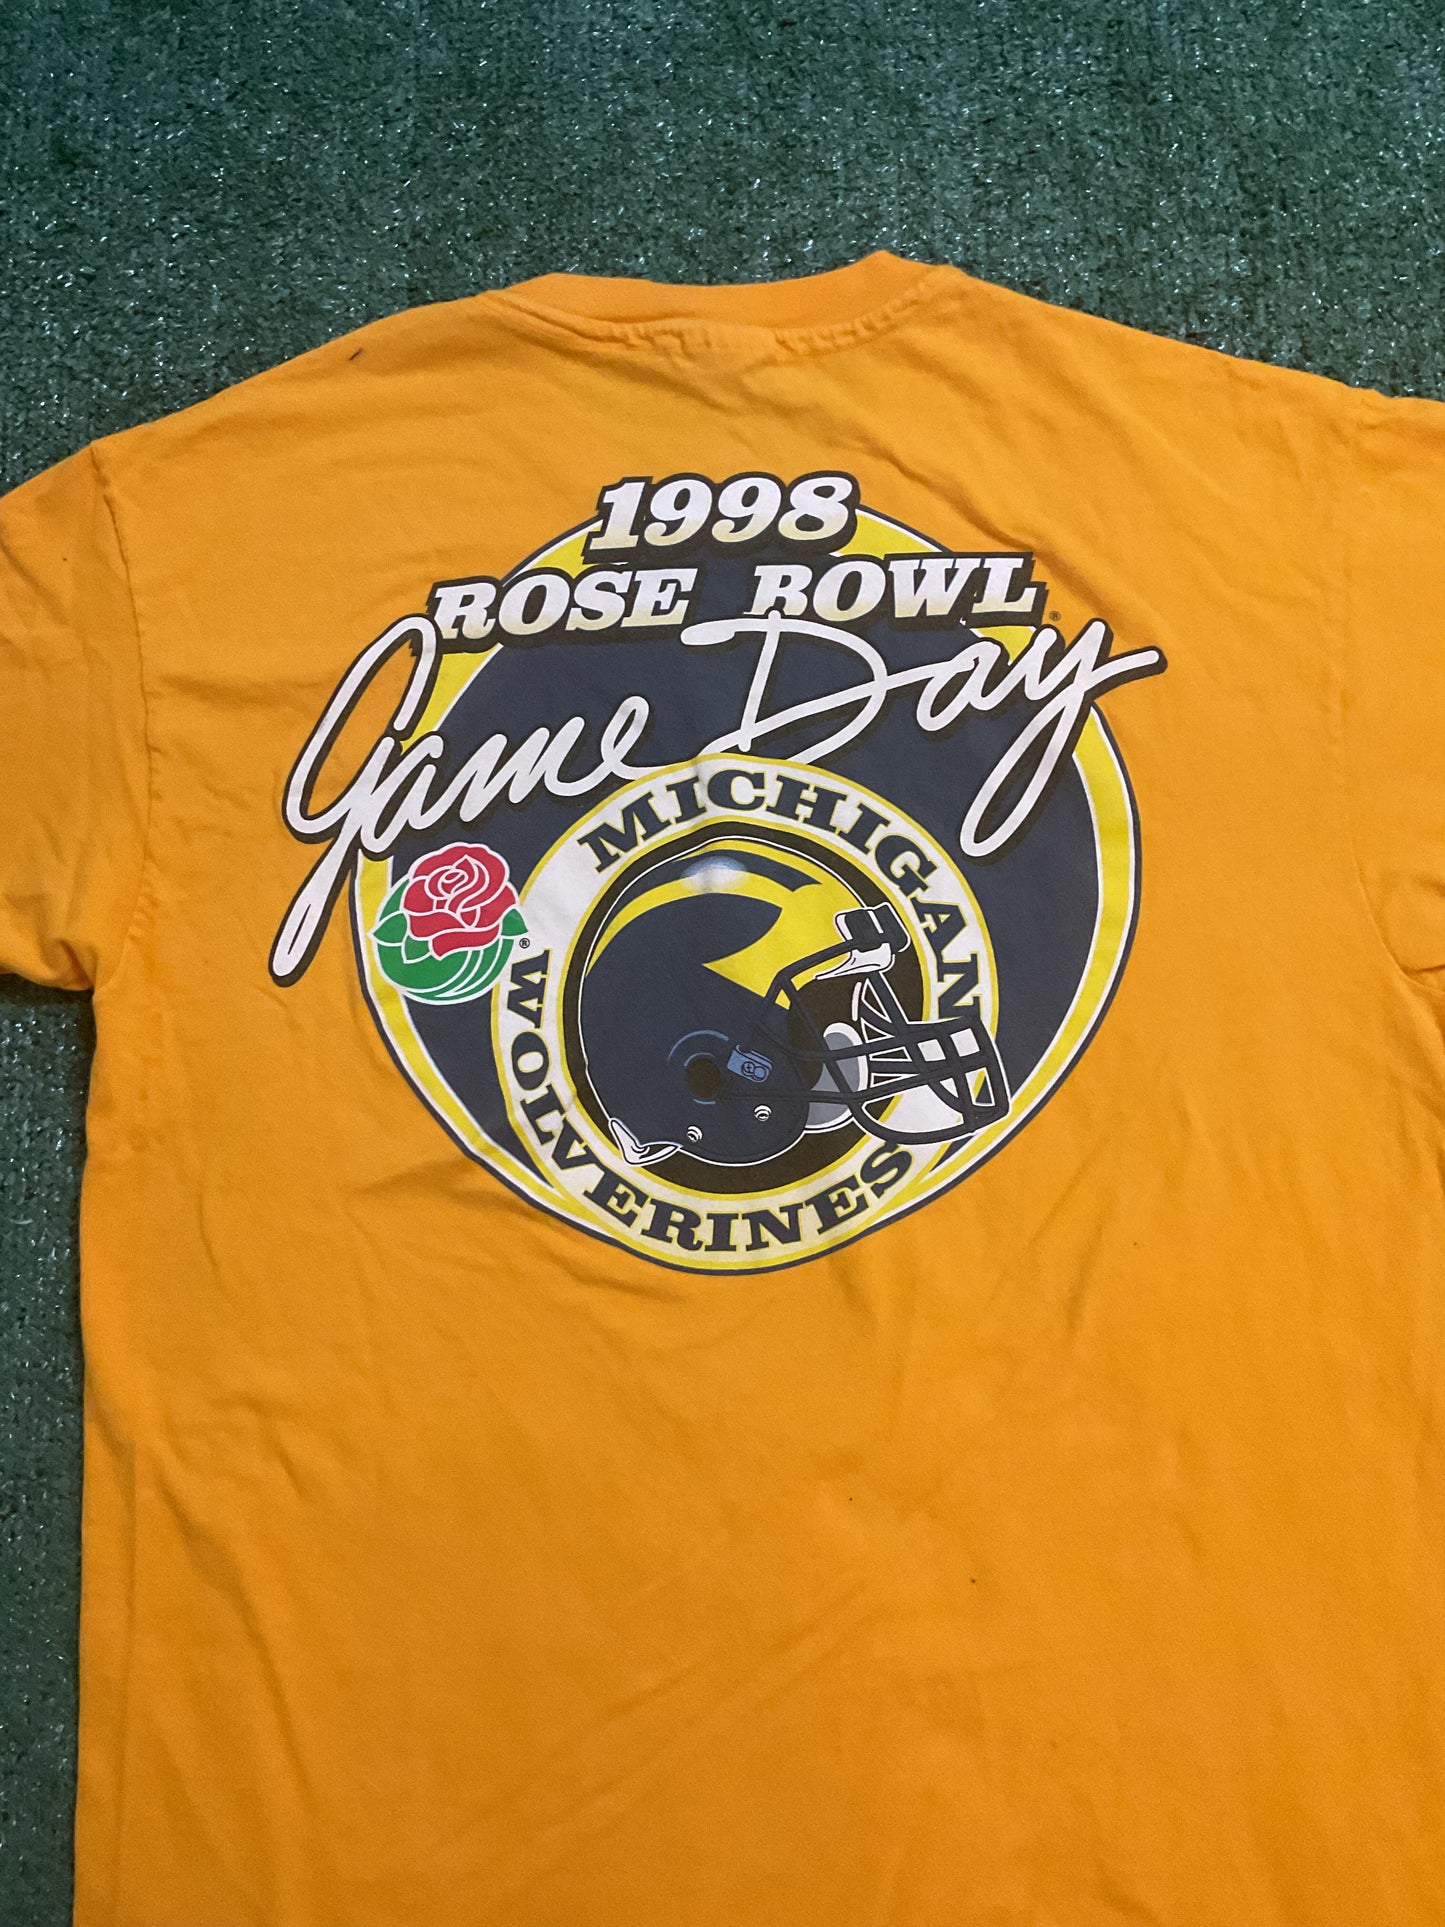 1998
ROSE BOWL®
Game Day
MICHIGAN
WOLVERINES
®